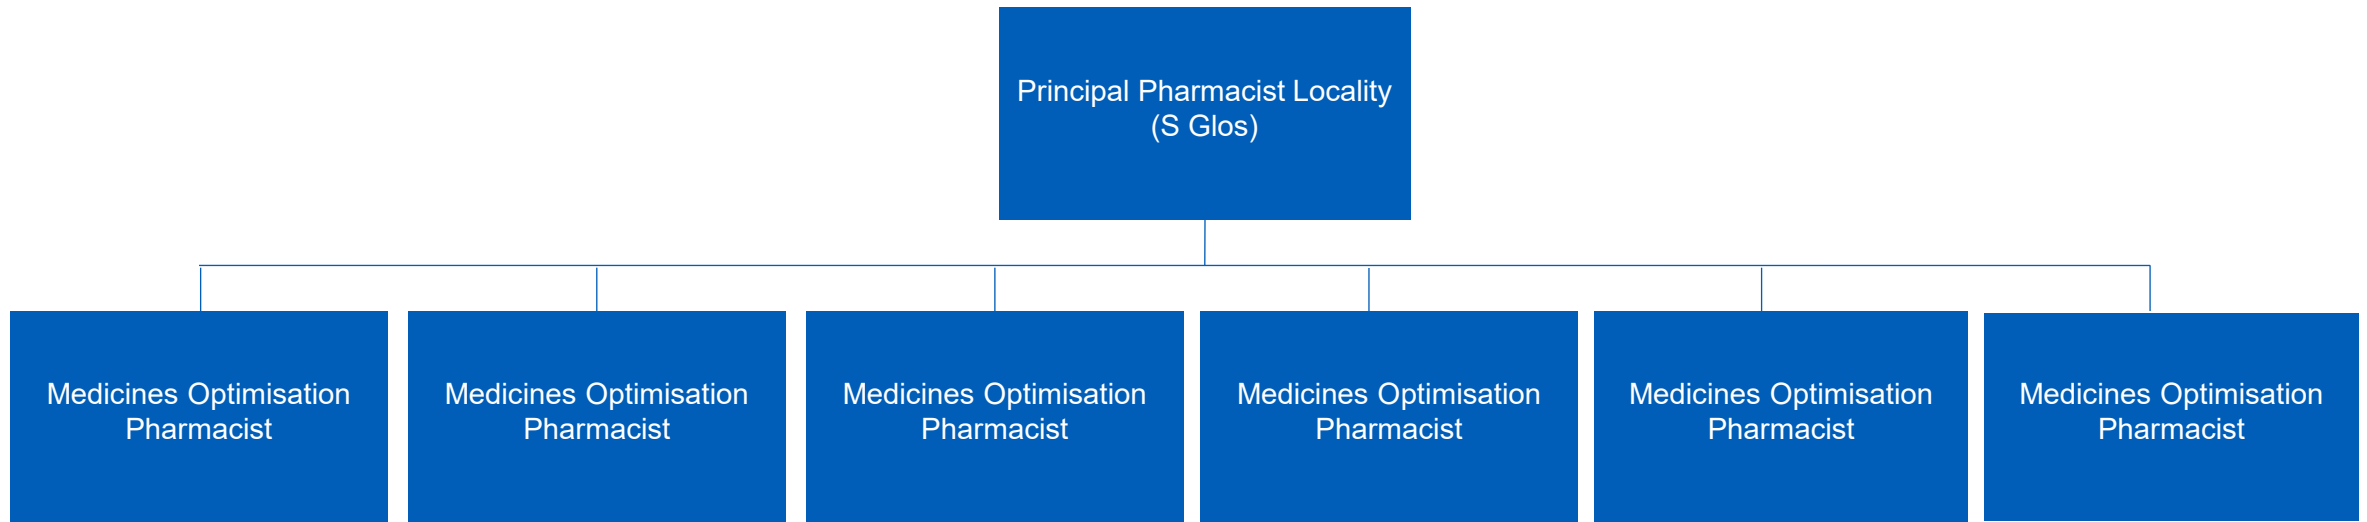 Principal Pharmacist Locality
(S Glos)
Medicines Optimisation
Pharmacist
Medicines Optimisation
Pharmacist
Medicines Optimisation
Pharmacist
Medicines Optimisation
Pharmacist
Medicines Optimisation
Pharmacist
Medicines Optimisation
Pharmacist